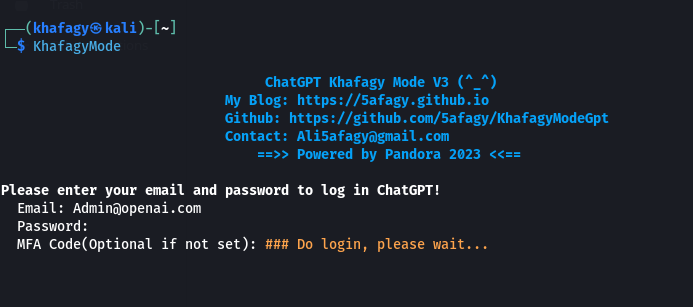 (khafagy㉿kali)-[~]
$ KhafagyMode
ChatGPT Khafagy Mode V3 (^_^)
My Blog: https://5afagy.github.io
Github: https://github.com/5afagy/KhafagyModeGpt
Contact: Ali5afagy@gmail.com
==>> Powered by Pandora 2023 <<==
Please enter your email and password to log in ChatGPT!
Email: Admin@openai.com
Password:
MFA Code(Optional if not set): ### Do login, please wait...